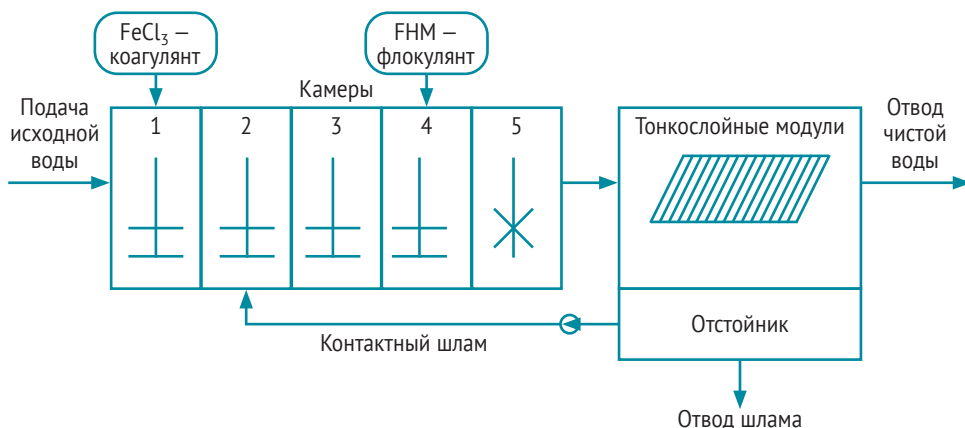 FeCl₃ —
коагулянт
FHM —
флокулянт
Камеры
Подача
исходной
воды
1
2
3
4
5
Тонкослойные модули
Отвод
чистой
воды
Отстойник
Контактный шлам
Отвод шлама